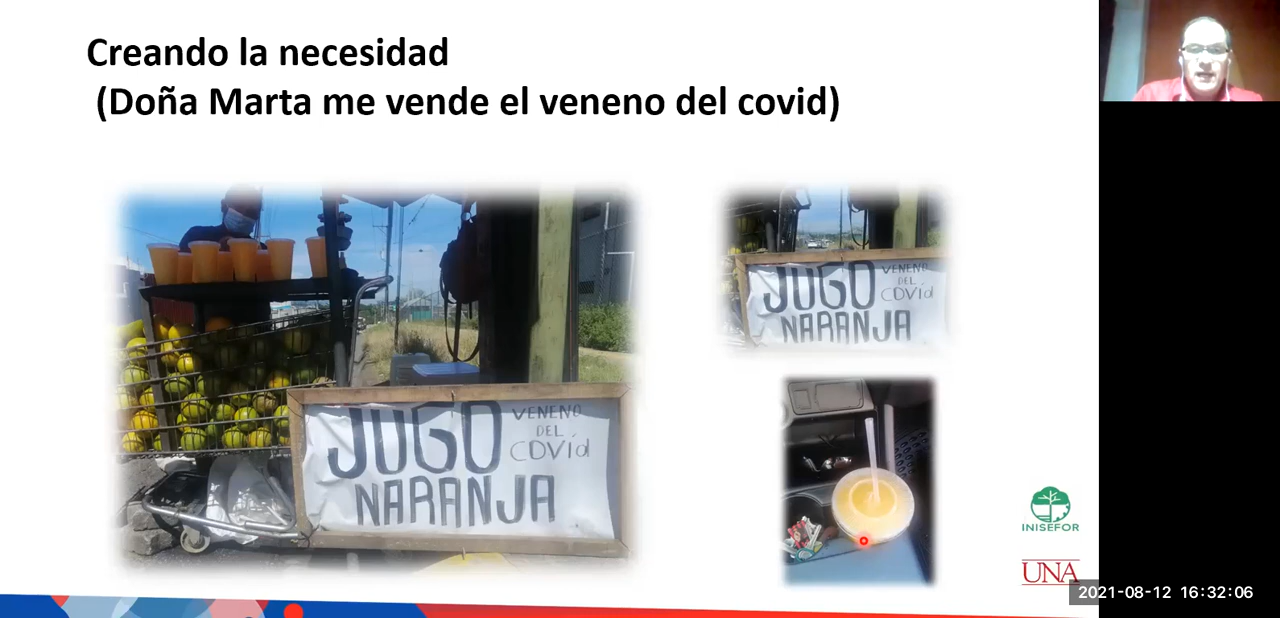 Creando la necesidad
(Doña Marta me vende el veneno del covid)
JUGO VENENO
DEL
COVid
NARANJA
JUGO VENENO
DEL
COVid
NARANJA
INISEFOR
UNA
2021-08-12 16:32:06